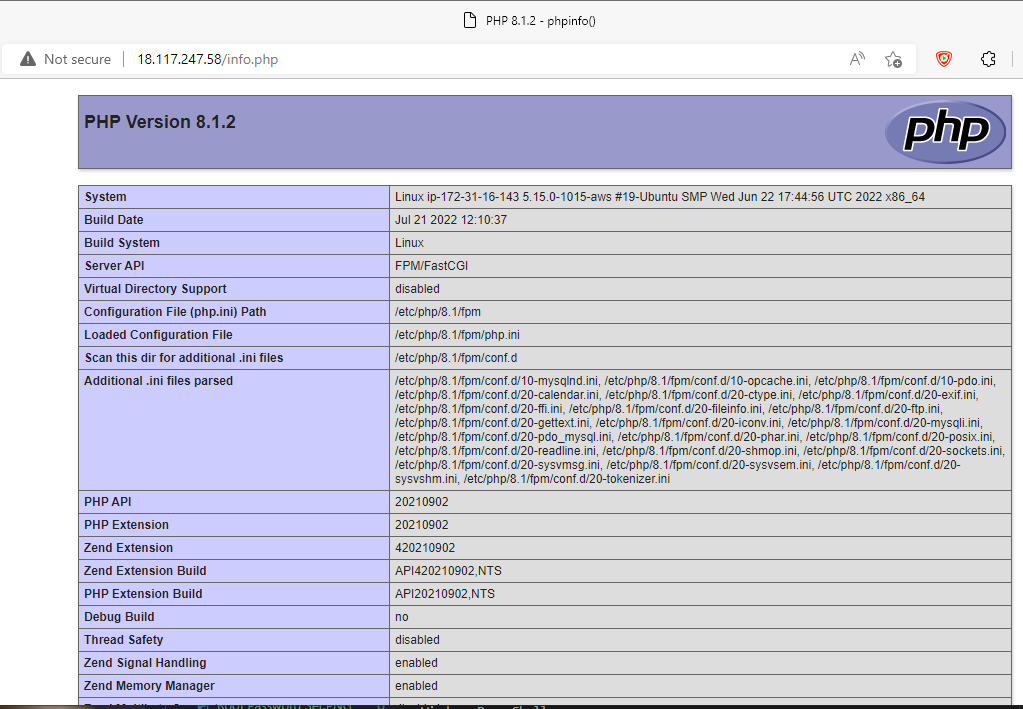 PHP 8.1.2 - phpinfo()
Not secure 18.117.247.58/info.php
PHP Version 8.1.2
php
System Linux ip-172-31-16-143 5.15.0-1015-aws #19-Ubuntu SMP Wed Jun 22 17:44:56 UTC 2022 x86_64
Build Date Jul 21 2022 12:10:37
Build System Linux
Server API FPM/FastCGI
Virtual Directory Support disabled
Configuration File (php.ini) Path /etc/php/8.1/fpm
Loaded Configuration File /etc/php/8.1/fpm/php.ini
Scan this dir for additional .ini files /etc/php/8.1/fpm/conf.d
Additional .ini files parsed /etc/php/8.1/fpm/conf.d/10-mysqlnd.ini, /etc/php/8.1/fpm/conf.d/10-opcache.ini, /etc/php/8.1/fpm/conf.d/10-pdo.ini,
/etc/php/8.1/fpm/conf.d/20-calendar.ini, /etc/php/8.1/fpm/conf.d/20-ctype.ini, /etc/php/8.1/fpm/conf.d/20-exif.ini,
/etc/php/8.1/fpm/conf.d/20-ffi.ini, /etc/php/8.1/fpm/conf.d/20-fileinfo.ini, /etc/php/8.1/fpm/conf.d/20-ftp.ini,
/etc/php/8.1/fpm/conf.d/20-gettext.ini, /etc/php/8.1/fpm/conf.d/20-iconv.ini, /etc/php/8.1/fpm/conf.d/20-mysqli.ini,
/etc/php/8.1/fpm/conf.d/20-pdo_mysql.ini, /etc/php/8.1/fpm/conf.d/20-phar.ini, /etc/php/8.1/fpm/conf.d/20-posix.ini,
/etc/php/8.1/fpm/conf.d/20-readline.ini, /etc/php/8.1/fpm/conf.d/20-shmop.ini, /etc/php/8.1/fpm/conf.d/20-sockets.ini,
/etc/php/8.1/fpm/conf.d/20-sysvmsg.ini, /etc/php/8.1/fpm/conf.d/20-sysvsem.ini, /etc/php/8.1/fpm/conf.d/20-
sysvshm.ini, /etc/php/8.1/fpm/conf.d/20-tokenizer.ini
PHP API 20210902
PHP Extension 20210902
Zend Extension 420210902
Zend Extension Build API420210902,NTS
PHP Extension Build API20210902,NTS
Debug Build no
Thread Safety disabled
Zend Signal Handling enabled
Zend Memory Manager enabled